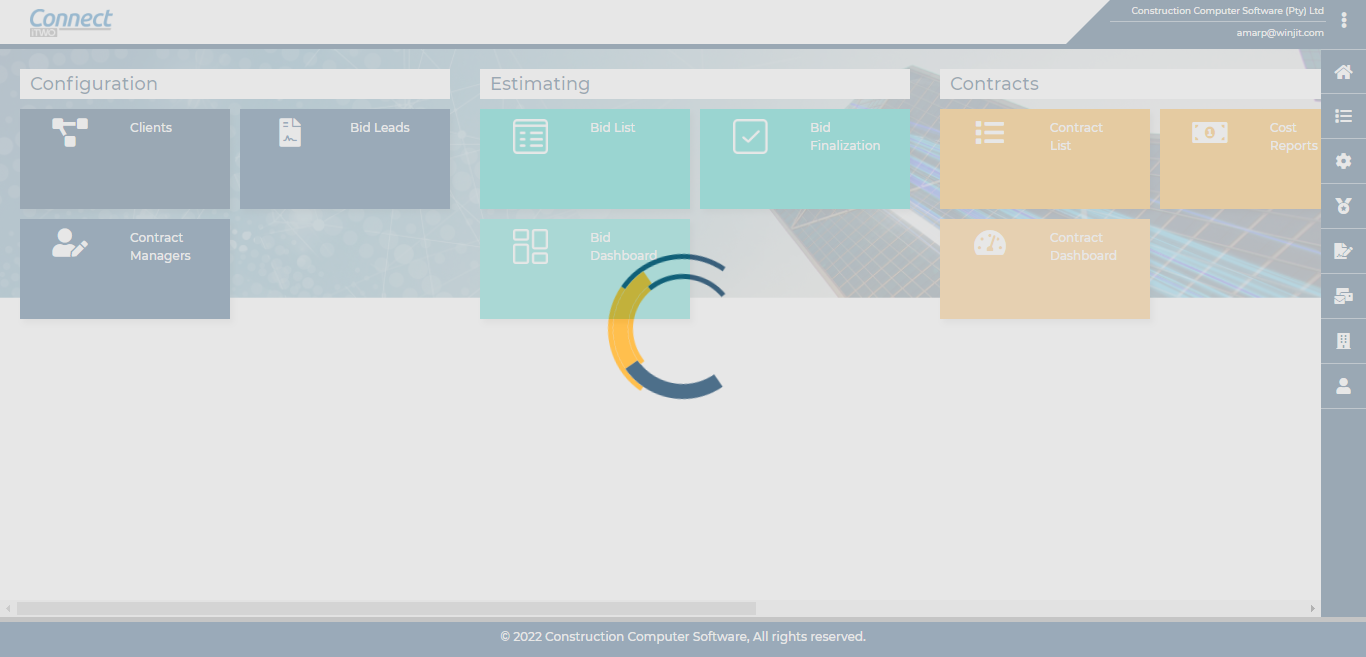 Connect
iTWO
Construction Computer Software (Pty) Ltd
amarp@winjit.com
Configuration
Clients
Bid Leads
Contract
Managers
Estimating
Bid List
Bid
Finalization
Bid
Dashboard
Contracts
Contract
List
Cost
Reports
Contract
Dashboard
© 2022 Construction Computer Software, All rights reserved.